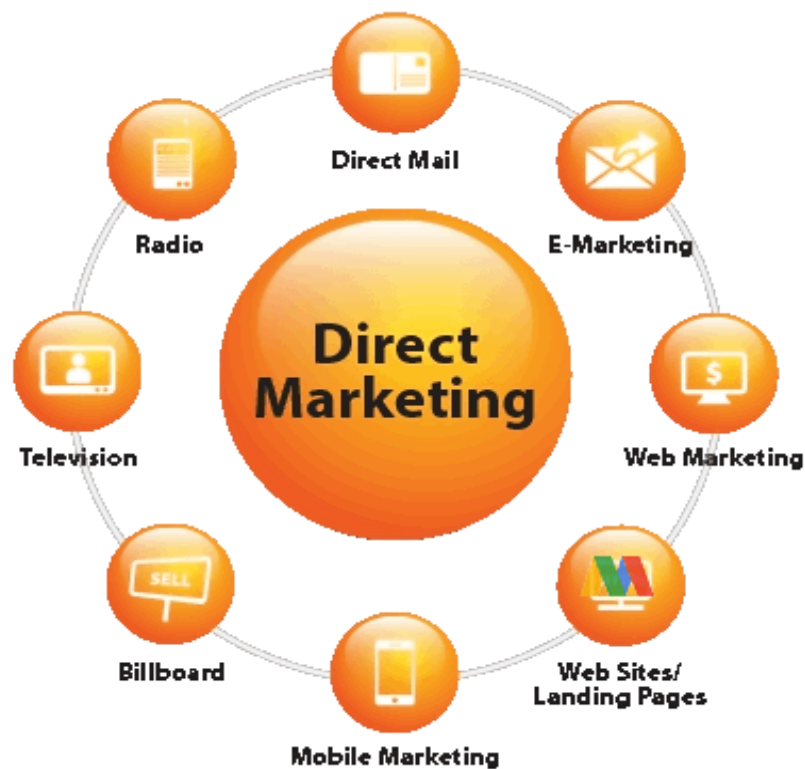 Direct Mail
Radio
E-Marketing
Direct
Marketing
$
Television
Web Marketing
SELL
Billboard
Web Sites/
Landing Pages
Mobile Marketing